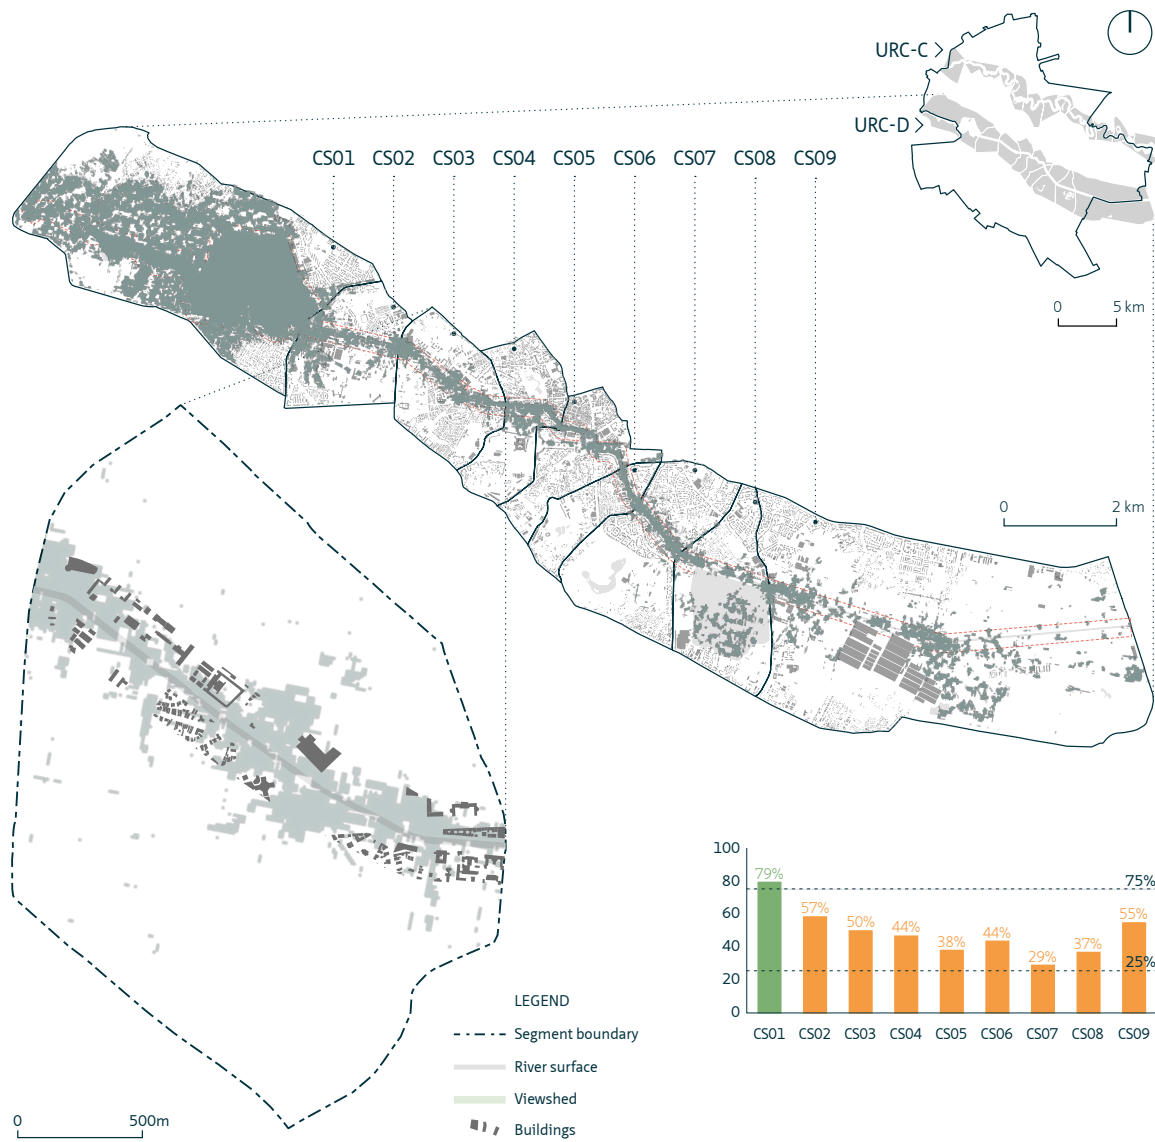 URC-C
URC-D
CS01 CS02 CS03 CS04 CS05 CS06 CS07 CS08 CS09
0 5 km
0 2 km
100
80
60
40
20
0
79%
57%
50%
44%
38%
44%
29%
37%
55%
75%
25%
CS01 CS02 CS03 CS04 CS05 CS06 CS07 CS08 CS09
LEGEND
Segment boundary
River surface
Viewshed
Buildings
0 500m